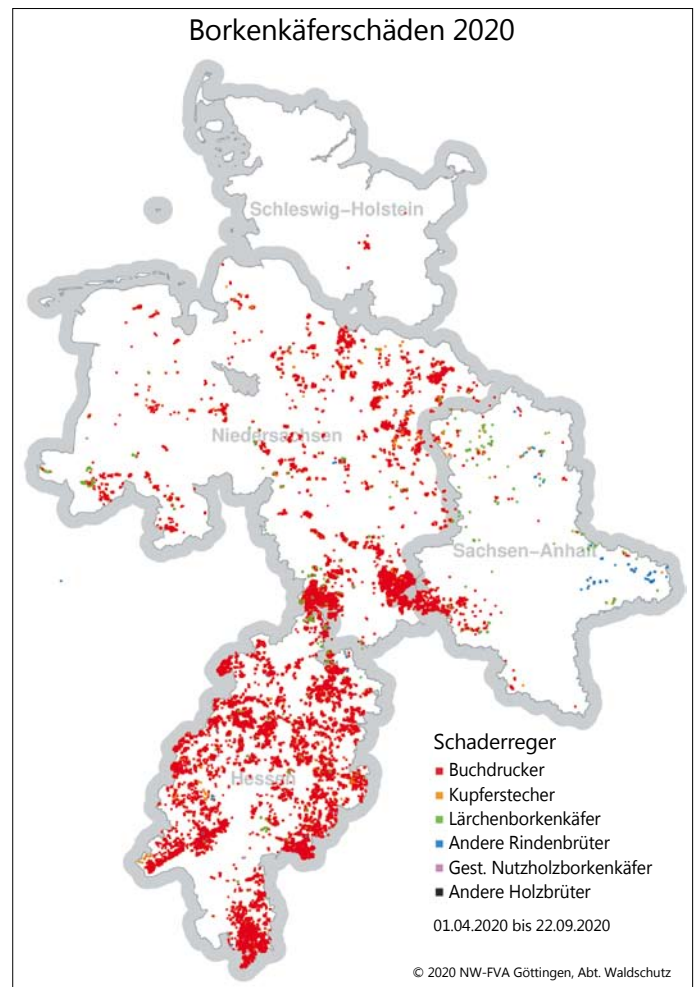 Borkenkäferschäden 2020
Schleswig-Holstein
Niedersachsen
Sachsen-Anhalt
Hessen
Schaderreger
Buchdrucker
Kupferstecher
Lärchenborkenkäfer
Andere Rindenbrüter
Gest. Nutzholzborkenkäfer
Andere Holzbrüter
01.04.2020 bis 22.09.2020
© 2020 NW-FVA Göttingen, Abt. Waldschutz